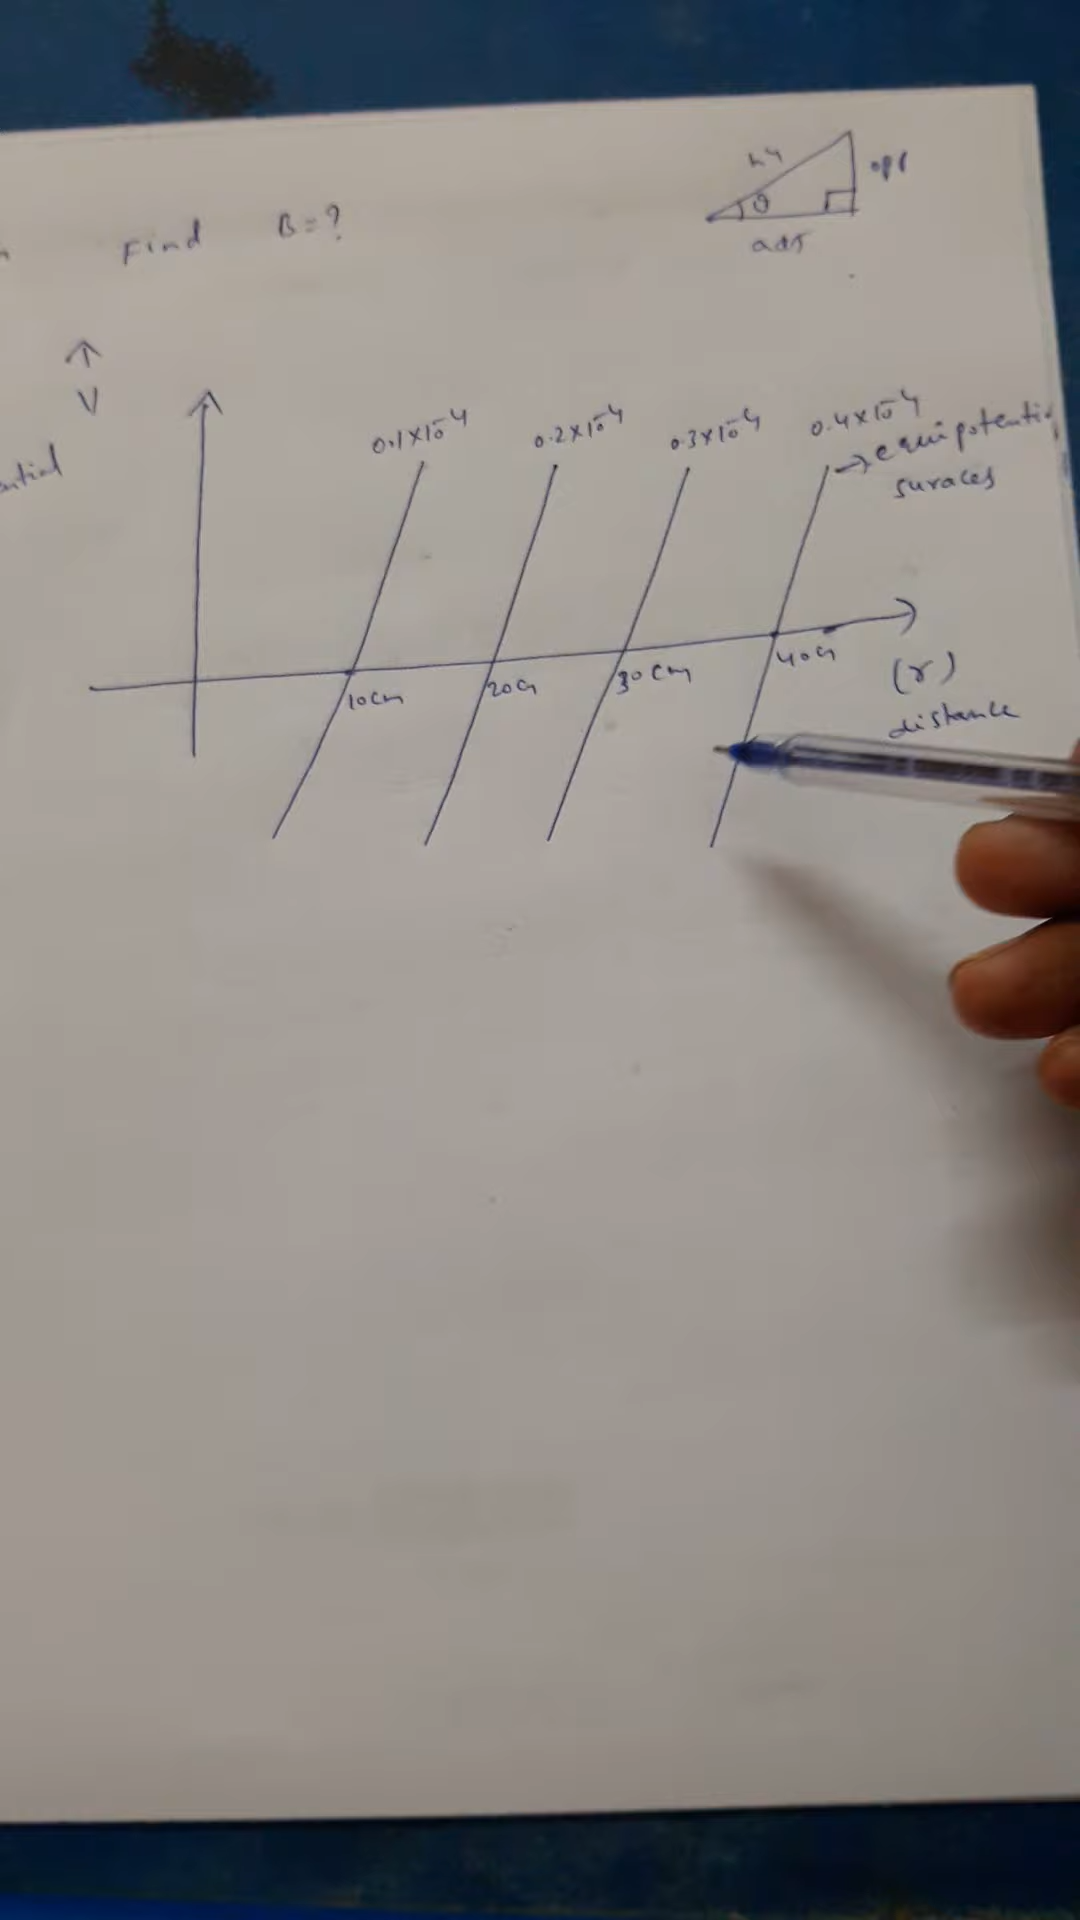 hy
opp
θ
adj
Find B = ?
↑
V
0.1×10⁻⁴ 0.2×10⁻⁴ 0.3×10⁻⁴ 0.4×10⁻⁴
→ equipotential
suraces
10cm 20cm 30cm 40cm
(r)
distance